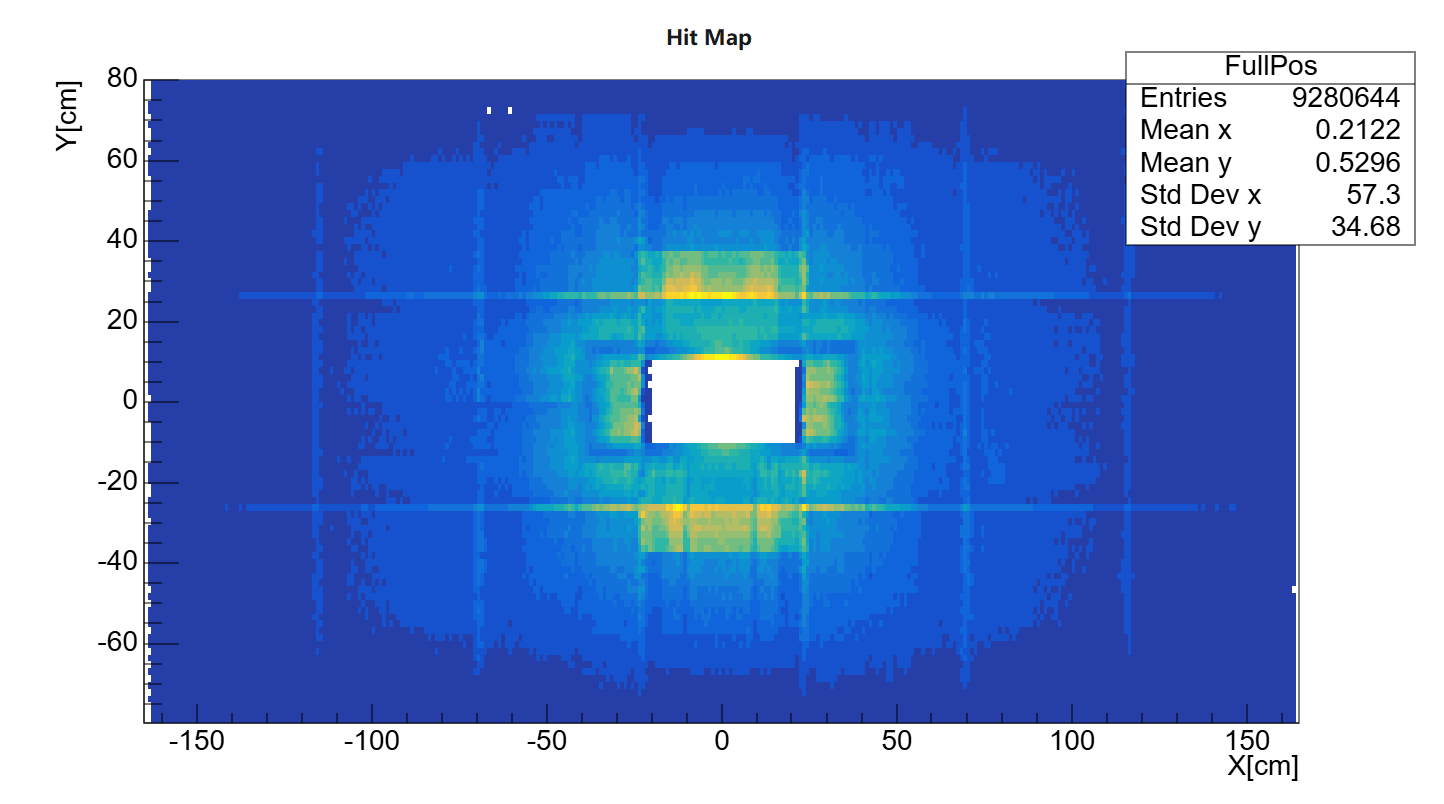 Hit Map
FullPos
Entries 9280644
Mean x 0.2122
Mean y 0.5296
Std Dev x 57.3
Std Dev y 34.68
Y[cm]
80
60
40
20
0
-20
-40
-60
-150 -100 -50 0 50 100 150
X[cm]